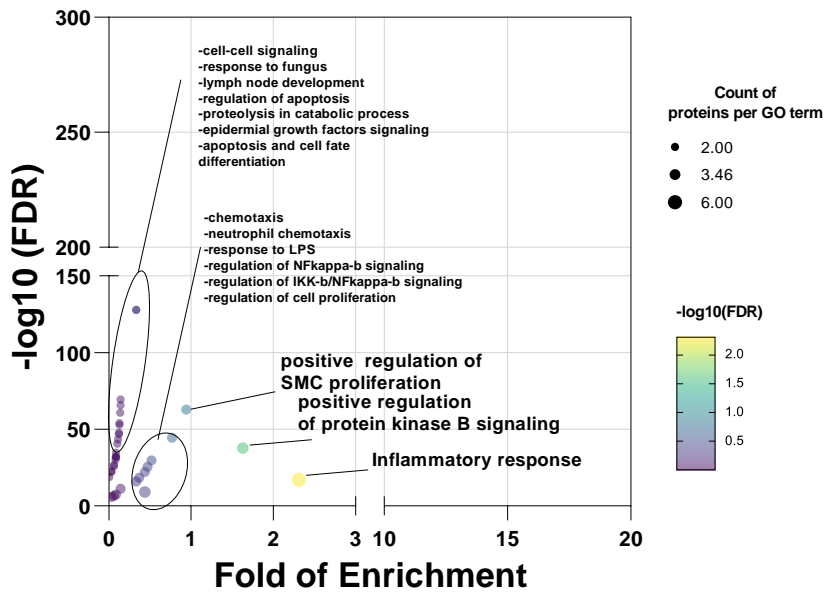 300
250
200
150
100
50
0
-log10 (FDR)
-cell-cell signaling
-response to fungus
-lymph node development
-regulation of apoptosis
-proteolysis in catabolic process
-epidermial growth factors signaling
-apoptosis and cell fate
differentiation
-chemotaxis
-neutrophil chemotaxis
-response to LPS
-regulation of NFkappa-b signaling
-regulation of IKK-b/NFkappa-b signaling
-regulation of cell proliferation
positive regulation of
SMC proliferation
positive regulation
of protein kinase B signaling
Inflammatory response
0 1 2 3 10 15 20
Fold of Enrichment
Count of
proteins per GO term
2.00
3.46
6.00
-log10(FDR)
2.0
1.5
1.0
0.5